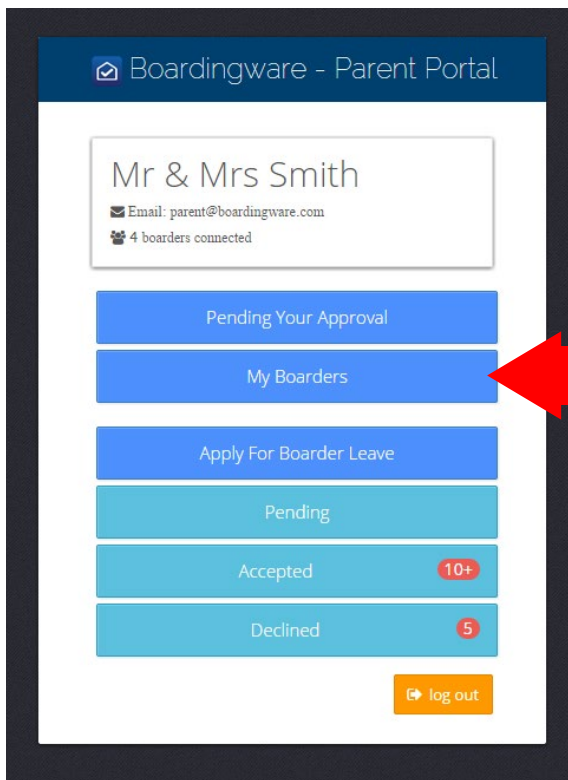 Boardingware - Parent Portal
Mr & Mrs Smith
Email: parent@boardingware.com
4 boarders connected
Pending Your Approval
My Boarders
Apply For Boarder Leave
Pending
Accepted 10+
Declined 5
log out